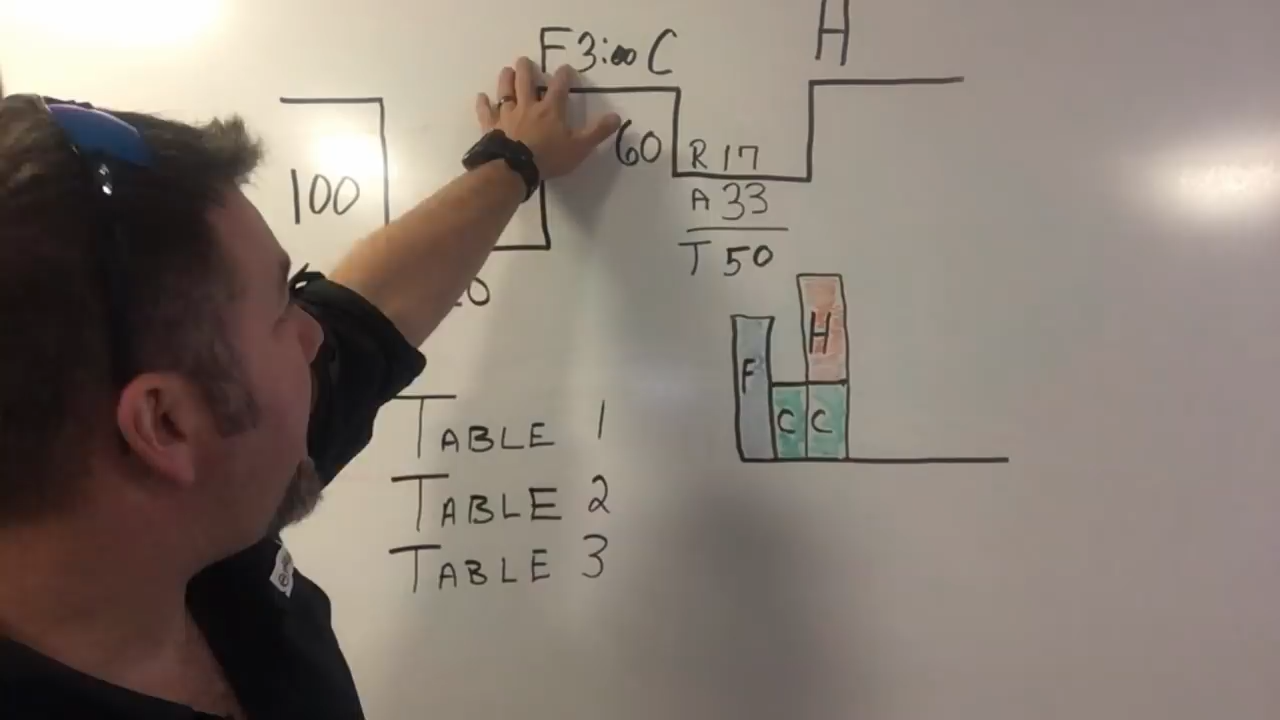 F 3:00 C
H
100
60
R 17
A 33
T 50
H
F
C C
TABLE 1
TABLE 2
TABLE 3